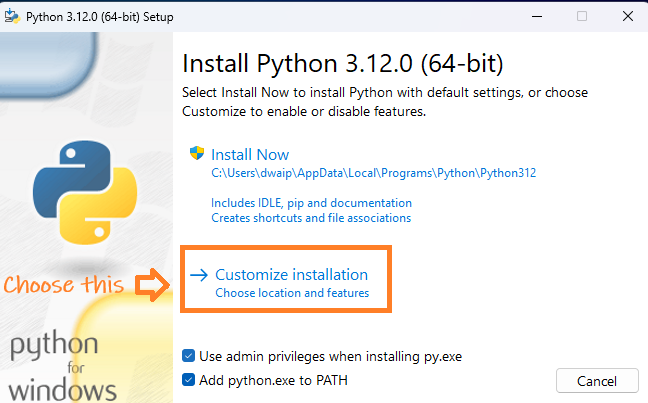 Python 3.12.0 (64-bit) Setup
Install Python 3.12.0 (64-bit)
Select Install Now to install Python with default settings, or choose
Customize to enable or disable features.
Install Now
C:\Users\dwaip\AppData\Local\Programs\Python\Python312
Includes IDLE, pip and documentation
Creates shortcuts and file associations
Choose this
Customize installation
Choose location and features
python
for
windows
Use admin privileges when installing py.exe
Add python.exe to PATH
Cancel